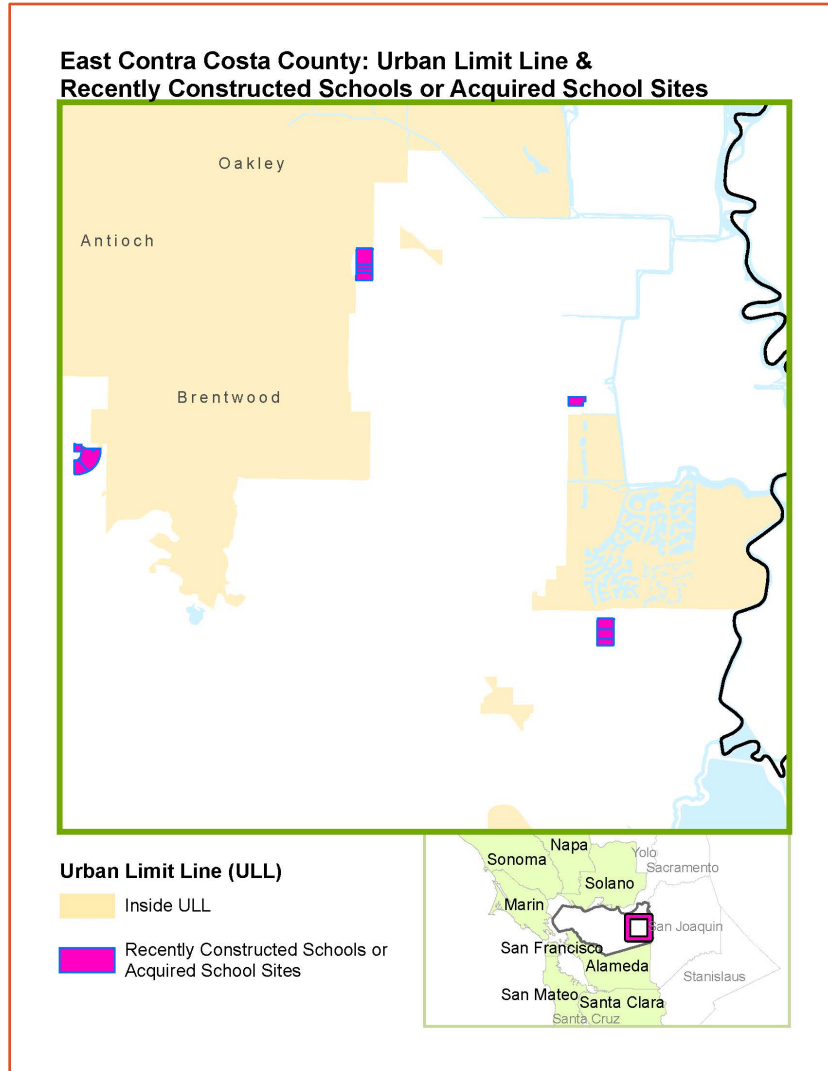 East Contra Costa County: Urban Limit Line &
Recently Constructed Schools or Acquired School Sites
Oakley
Antioch
Brentwood
Urban Limit Line (ULL)
Inside ULL
Recently Constructed Schools or
Acquired School Sites
Napa
Yolo
Sonoma
Sacramento
Solano
Marin
San Joaquin
San Francisco
Alameda
Stanislaus
San Mateo
Santa Clara
Santa Cruz